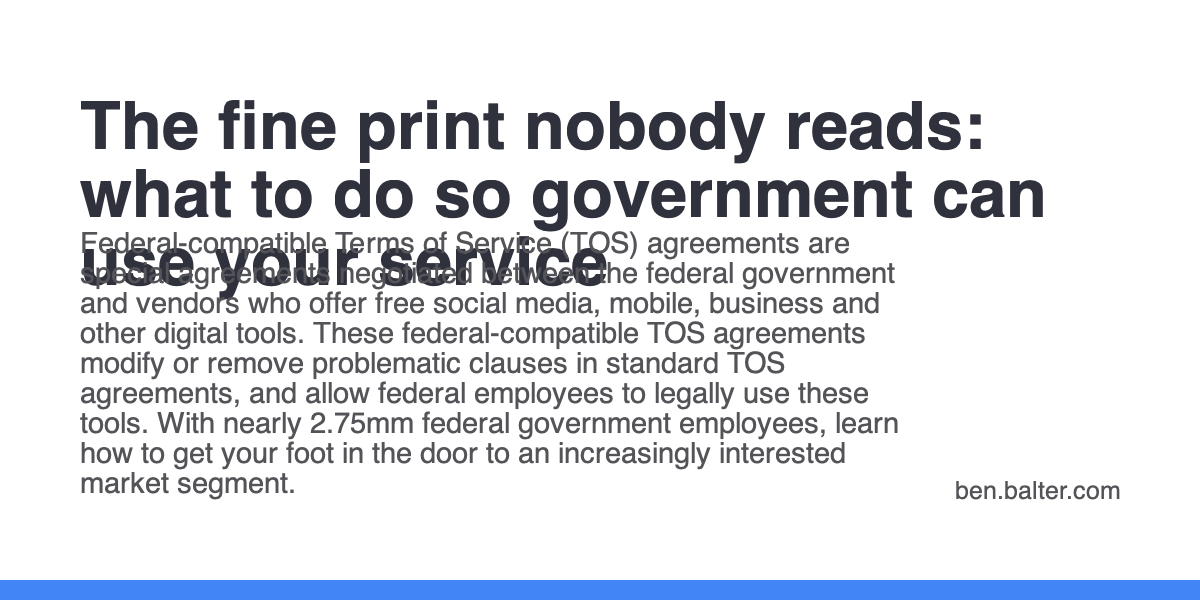 The fine print nobody reads:
what to do so government can
use your service
Federal-compatible Terms of Service (TOS) agreements are
special agreements negotiated between the federal government
and vendors who offer free social media, mobile, business and
other digital tools. These federal-compatible TOS agreements
modify or remove problematic clauses in standard TOS
agreements, and allow federal employees to legally use these
tools. With nearly 2.75mm federal government employees, learn
how to get your foot in the door to an increasingly interested
market segment.
ben.balter.com